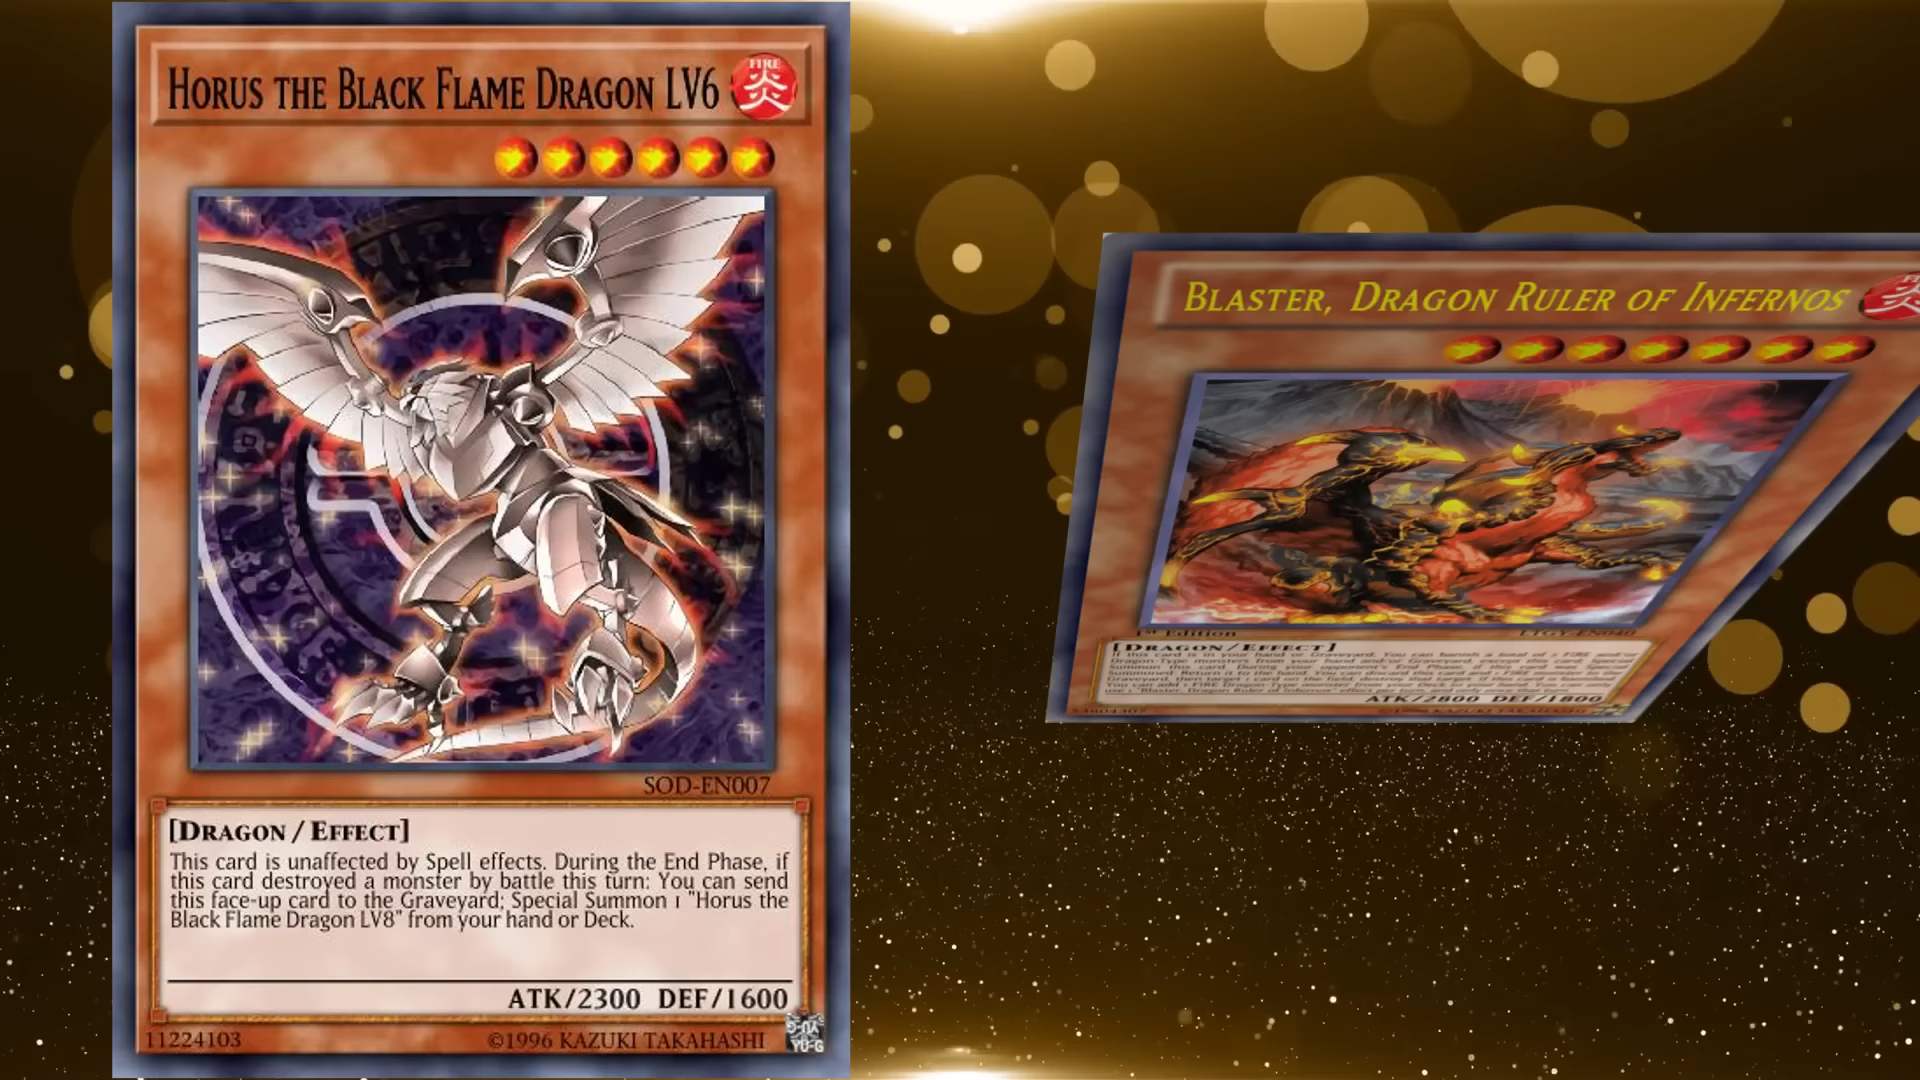 HORUS THE BLACK FLAME DRAGON LV6
FIRE
炎
SOD-EN007
[DRAGON / EFFECT]
This card is unaffected by Spell effects. During the End Phase, if
this card destroyed a monster by battle this turn: You can send
this face-up card to the Graveyard; Special Summon 1 "Horus the
Black Flame Dragon LV8" from your hand or Deck.
ATK/2300 DEF/1600
11224103
©1996 KAZUKI TAKAHASHI
BLASTER, DRAGON RULER OF INFERNOS
炎
1st Edition
LTGY-EN040
[DRAGON/EFFECT]
ATK/2800 DEF/1800